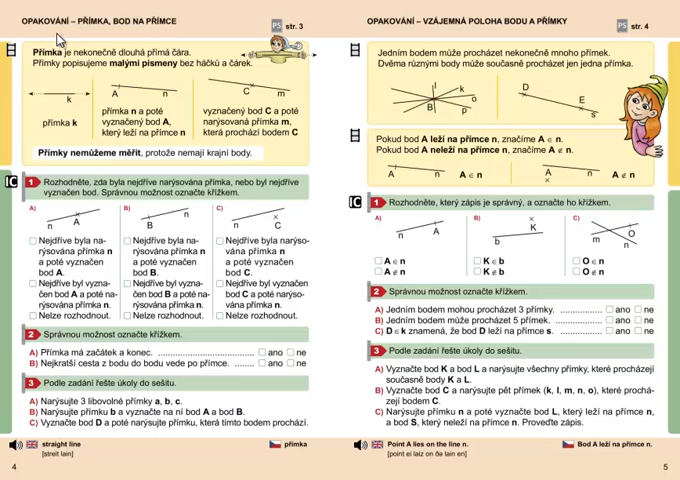 OPAKOVÁNÍ – PŘÍMKA, BOD NA PŘÍMCE
PS str. 3
Přímka je nekonečně dlouhá přímá čára.
Přímky popisujeme malými písmeny bez háčků a čárek.
k
A n
C m
přímka k
přímka n a poté
vyznačený bod A,
který leží na přímce n
vyznačený bod C a poté
narýsovaná přímka m,
která prochází bodem C
Přímky nemůžeme měřit, protože nemají krajní body.
1 Rozhodněte, zda byla nejdříve narýsována přímka, nebo byl nejdříve
vyznačen bod. Správnou možnost označte křížkem.
A) n A
B) B n
C) n C
Nejdříve byla na-
rýsována přímka n
a poté vyznačen
bod A.
Nejdříve byl vyzna-
čen bod A a poté na-
rýsována přímka n.
Nelze rozhodnout.
Nejdříve byla na-
rýsována přímka n
a poté vyznačen
bod B.
Nejdříve byl vyzna-
čen bod B a poté na-
rýsována přímka n.
Nelze rozhodnout.
Nejdříve byla narýso-
vána přímka n
a poté vyznačen
bod C.
Nejdříve byl vyznačen
bod C a poté narýso-
vána přímka n.
Nelze rozhodnout.
2 Správnou možnost označte křížkem.
A) Přímka má začátek a konec. ........................................ ano ne
B) Nejkratší cesta z bodu do bodu vede po přímce. ........ ano ne
3 Podle zadání řešte úkoly do sešitu.
A) Narýsujte 3 libovolné přímky a, b, c.
B) Narýsujte přímku b a vyznačte na ní bod A a bod B.
C) Vyznačte bod D a poté narýsujte přímku, která tímto bodem prochází.
straight line
[streit lain]
přímka
4
OPAKOVÁNÍ – VZÁJEMNÁ POLOHA BODU A PŘÍMKY
PS str. 4
Jedním bodem může procházet nekonečně mnoho přímek.
Dvěma různými body může současně procházet jen jedna přímka.
l k o p B
D E s
Pokud bod A leží na přímce n, značíme A ∈ n.
Pokud bod A neleží na přímce n, značíme A ∉ n.
A n A ∈ n
A n A ∉ n
1 Rozhodněte, který zápis je správný, a označte ho křížkem.
A) n A
B) K b
C) m O n
A ∈ n
A ∉ n
K ∈ b
K ∉ b
O ∈ n
O ∉ n
2 Správnou možnost označte křížkem.
A) Jedním bodem mohou procházet 3 přímky. ................. ano ne
B) Jedním bodem může procházet 5 přímek. ................... ano ne
C) D ∈ k znamená, že bod D leží na přímce s. ............... ano ne
3 Podle zadání řešte úkoly do sešitu.
A) Vyznačte bod K a bod L a narýsujte všechny přímky, které procházejí
současně body K a L.
B) Vyznačte bod C a narýsujte pět přímek (k, l, m, n, o), které prochá-
zejí bodem C.
C) Narýsujte přímku n a poté vyznačte bod L, který leží na přímce n,
a bod S, který neleží na přímce n. Proveďte zápis.
Point A lies on the line n.
[point ei laiz on ðə lain en]
Bod A leží na přímce n.
5